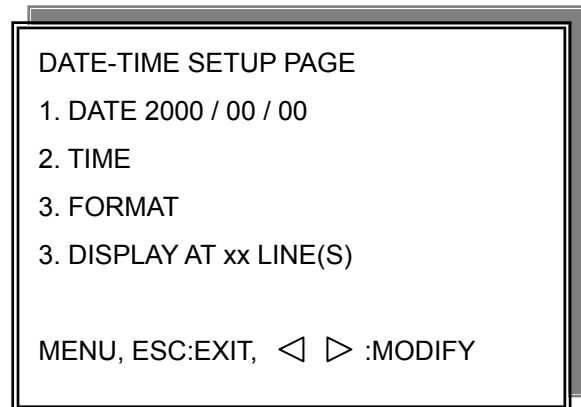 DATE-TIME SETUP PAGE
1. DATE 2000 / 00 / 00
2. TIME
3. FORMAT
3. DISPLAY AT xx LINE(S)
MENU, ESC:EXIT, ◁ ▷ :MODIFY